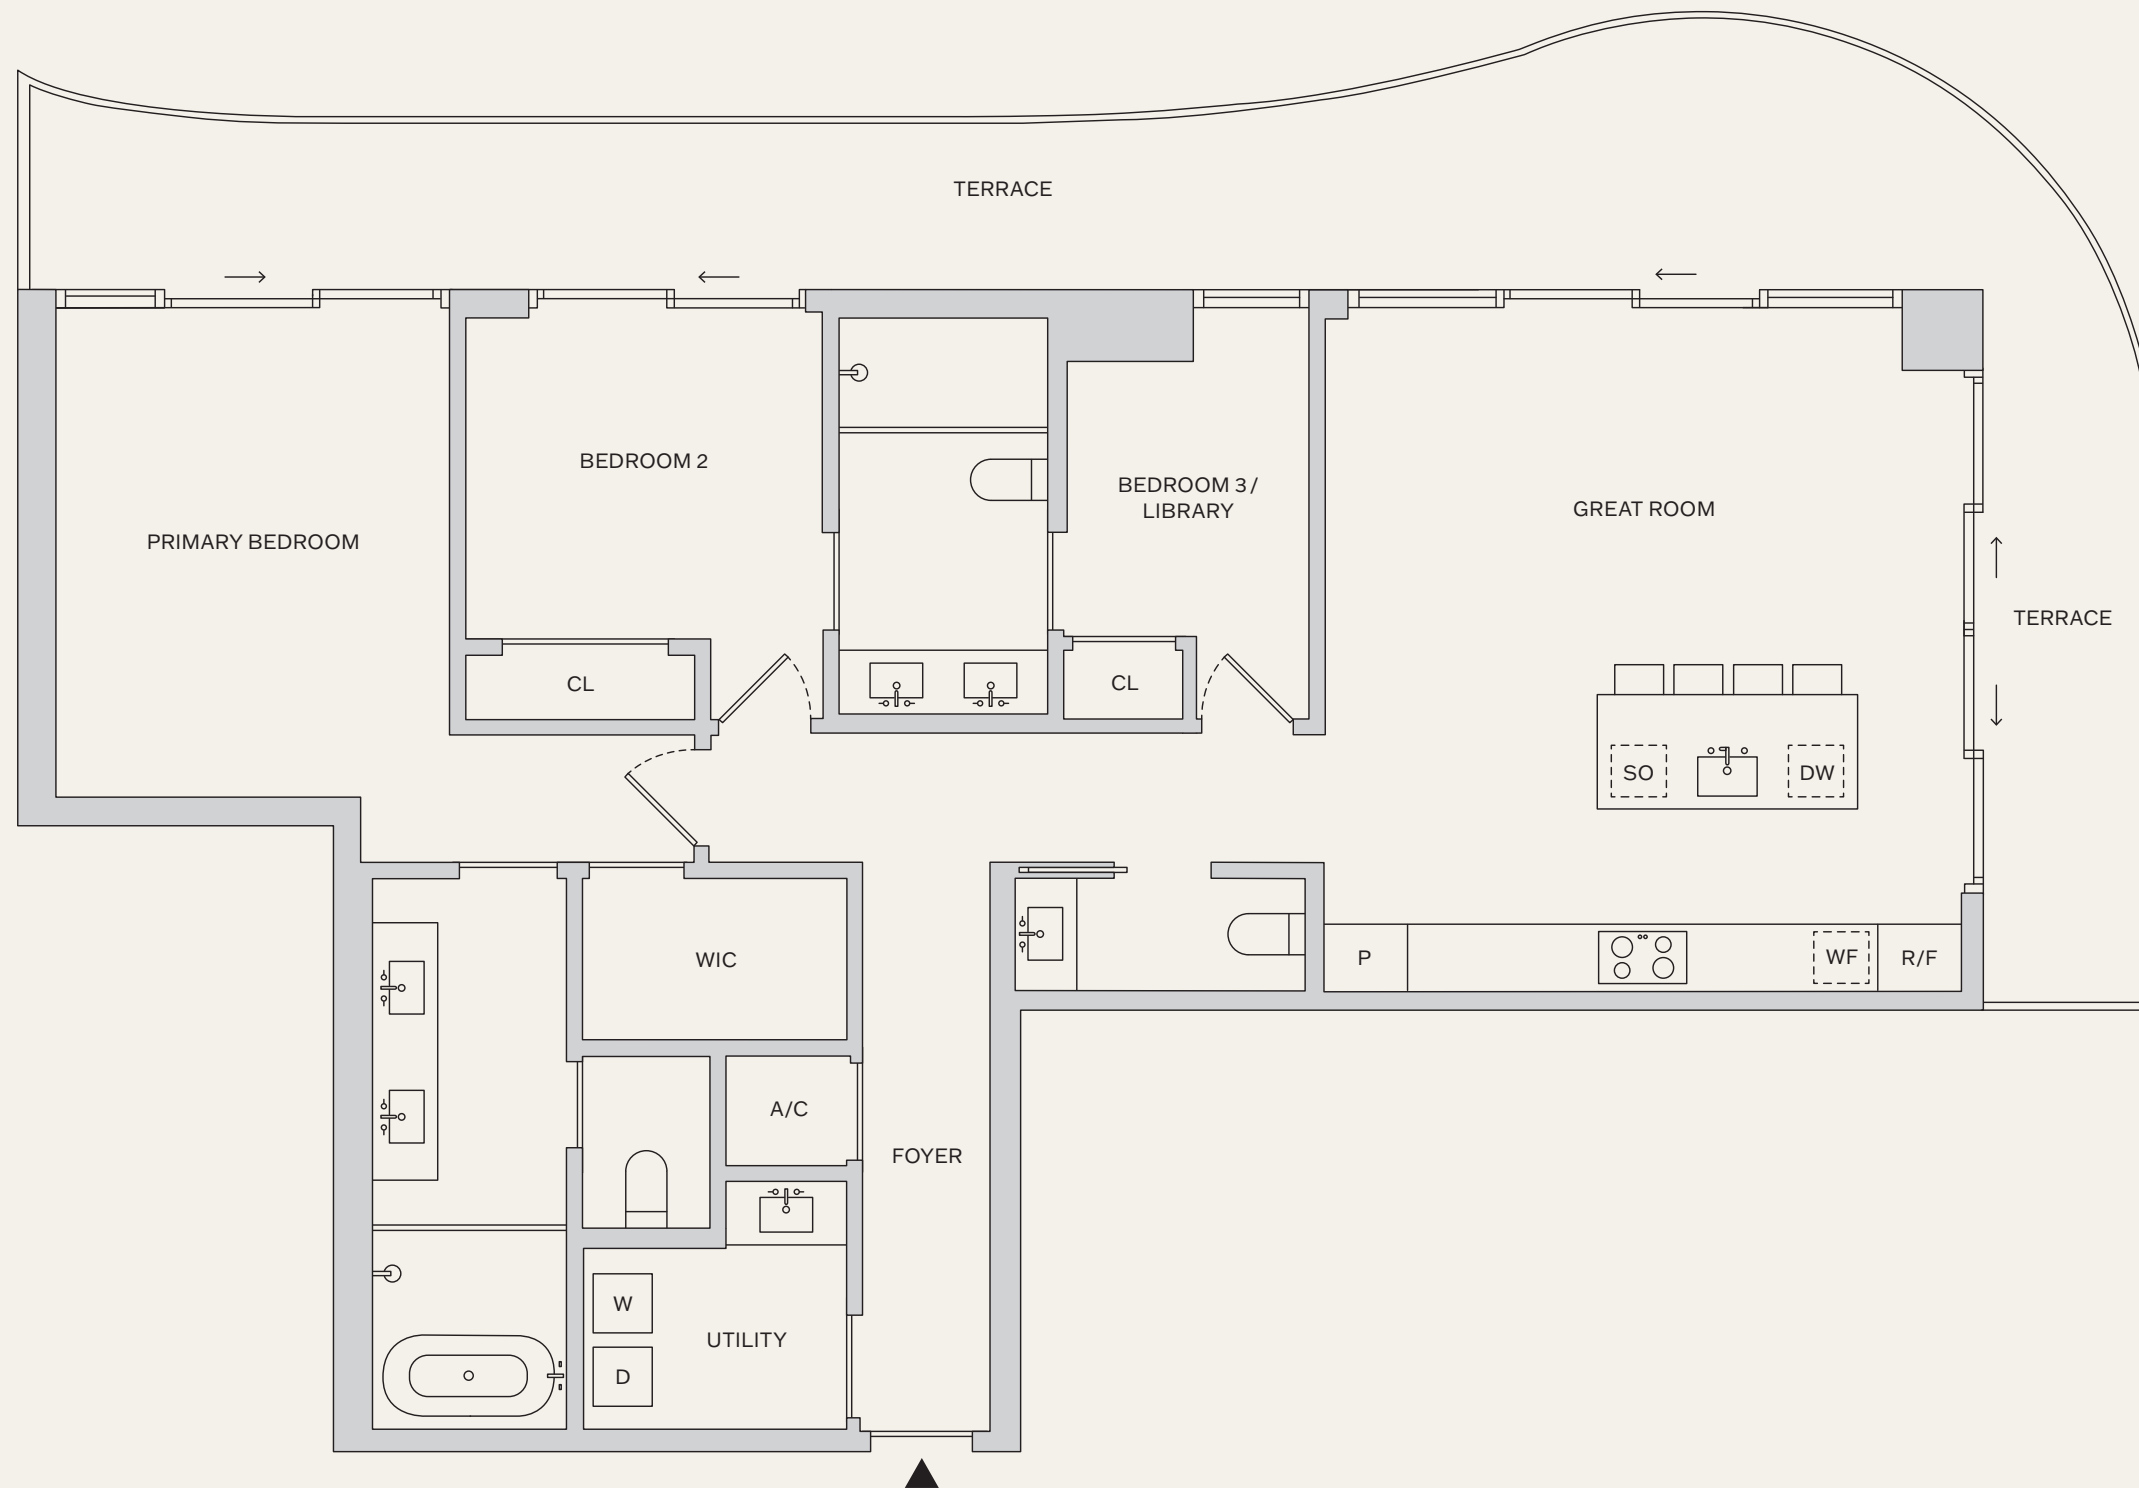 TERRACE
BEDROOM 2
BEDROOM 3/
LIBRARY
GREAT ROOM
PRIMARY BEDROOM
TERRACE
CL
CL
SO
DW
WIC
P
WF
R/F
A/C
FOYER
W
UTILITY
D